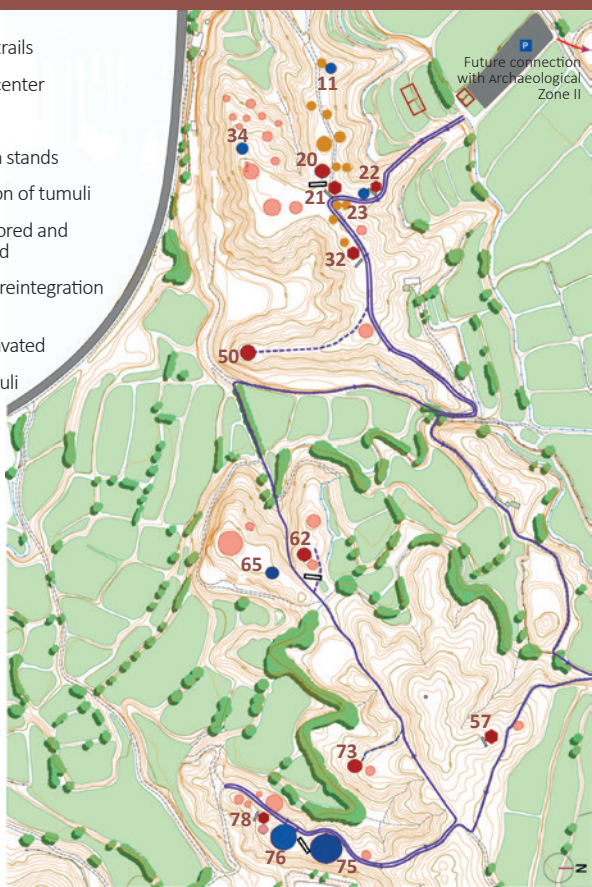 trails
center
stands
on of tumuli
ored and
d
reintegration
avated
uli
P
Future connection
with Archaeological
Zone II
11
34
20
22
21
23
32
50
62
65
57
73
78
76
75
N